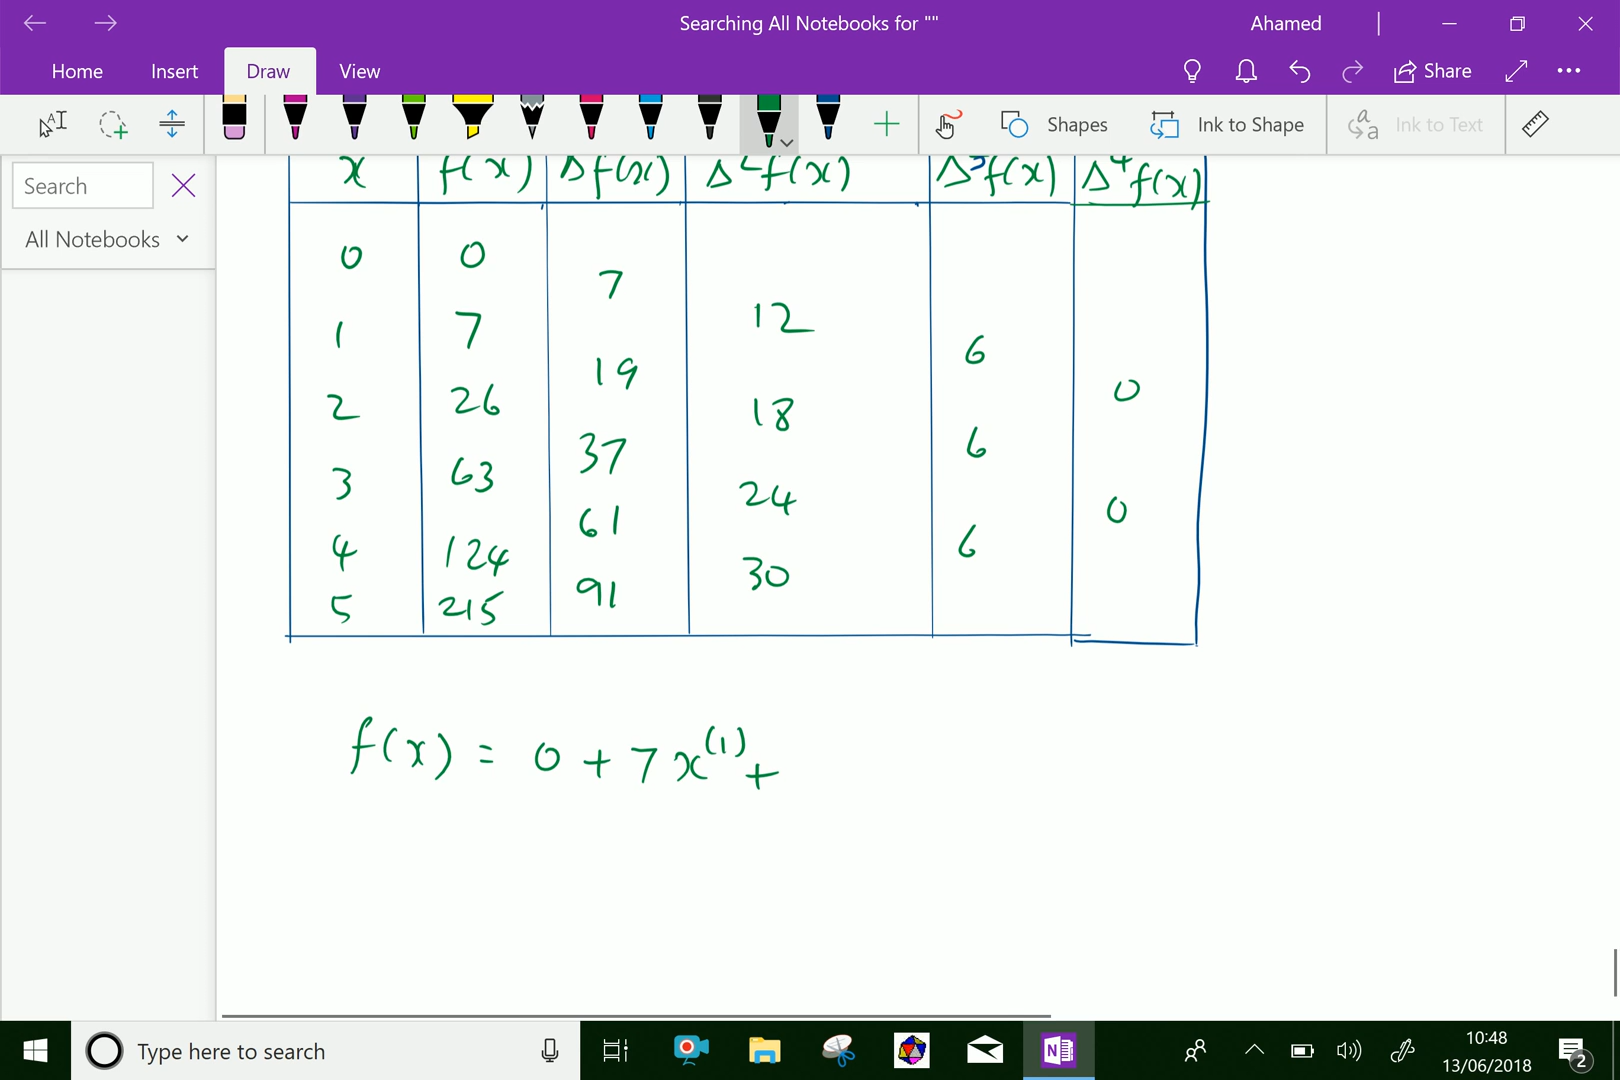 Searching All Notebooks for ""
Ahamed
Home Insert Draw View
Share
Shapes
Ink to Shape
Ink to Text
Search
All Notebooks
x f(x) Δf(x) Δ²f(x) Δ³f(x) Δ⁴f(x)
0 0
7
12
1 7
6
19
0
2 26
18
6
37
3 63
24
0
61
6
4 124
30
91
5 215
f(x) = 0 + 7x⁽¹⁾ +
Type here to search
10:48
13/06/2018
2